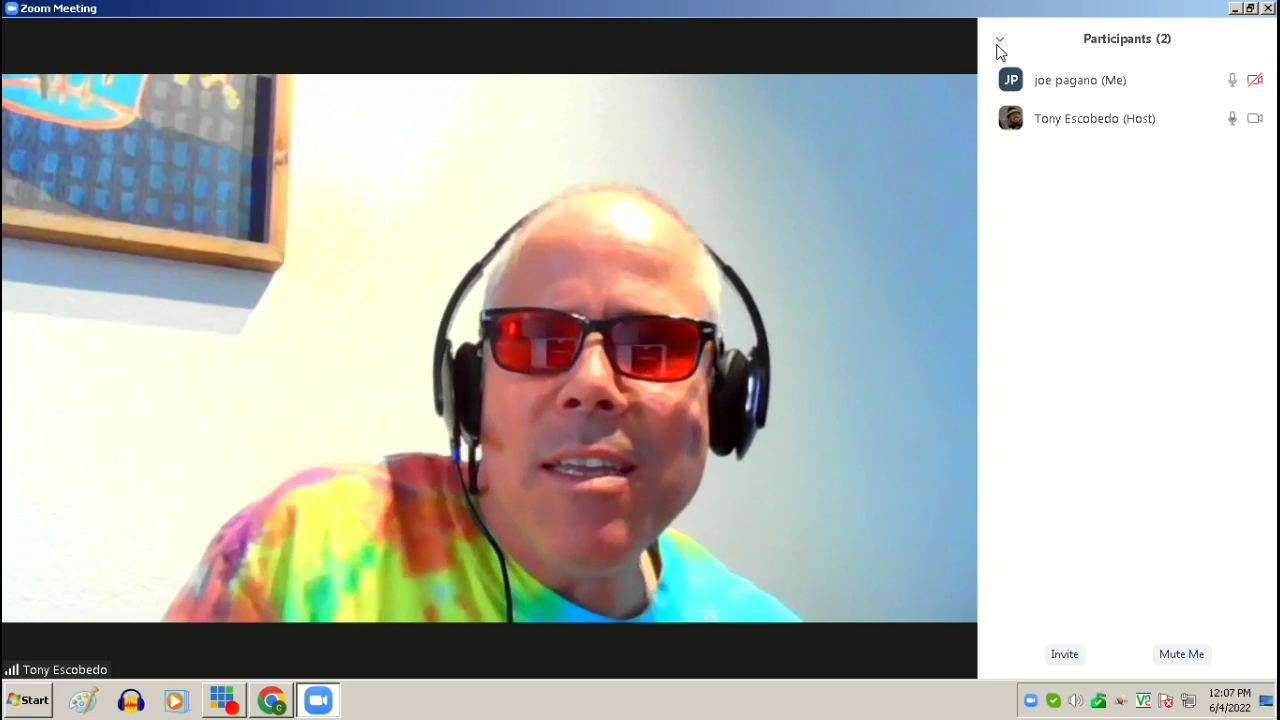 Zoom Meeting
Participants (2)
JP joe pagano (Me)
Tony Escobedo (Host)
Invite Mute Me
Tony Escobedo
Start
12:07 PM
6/4/2022